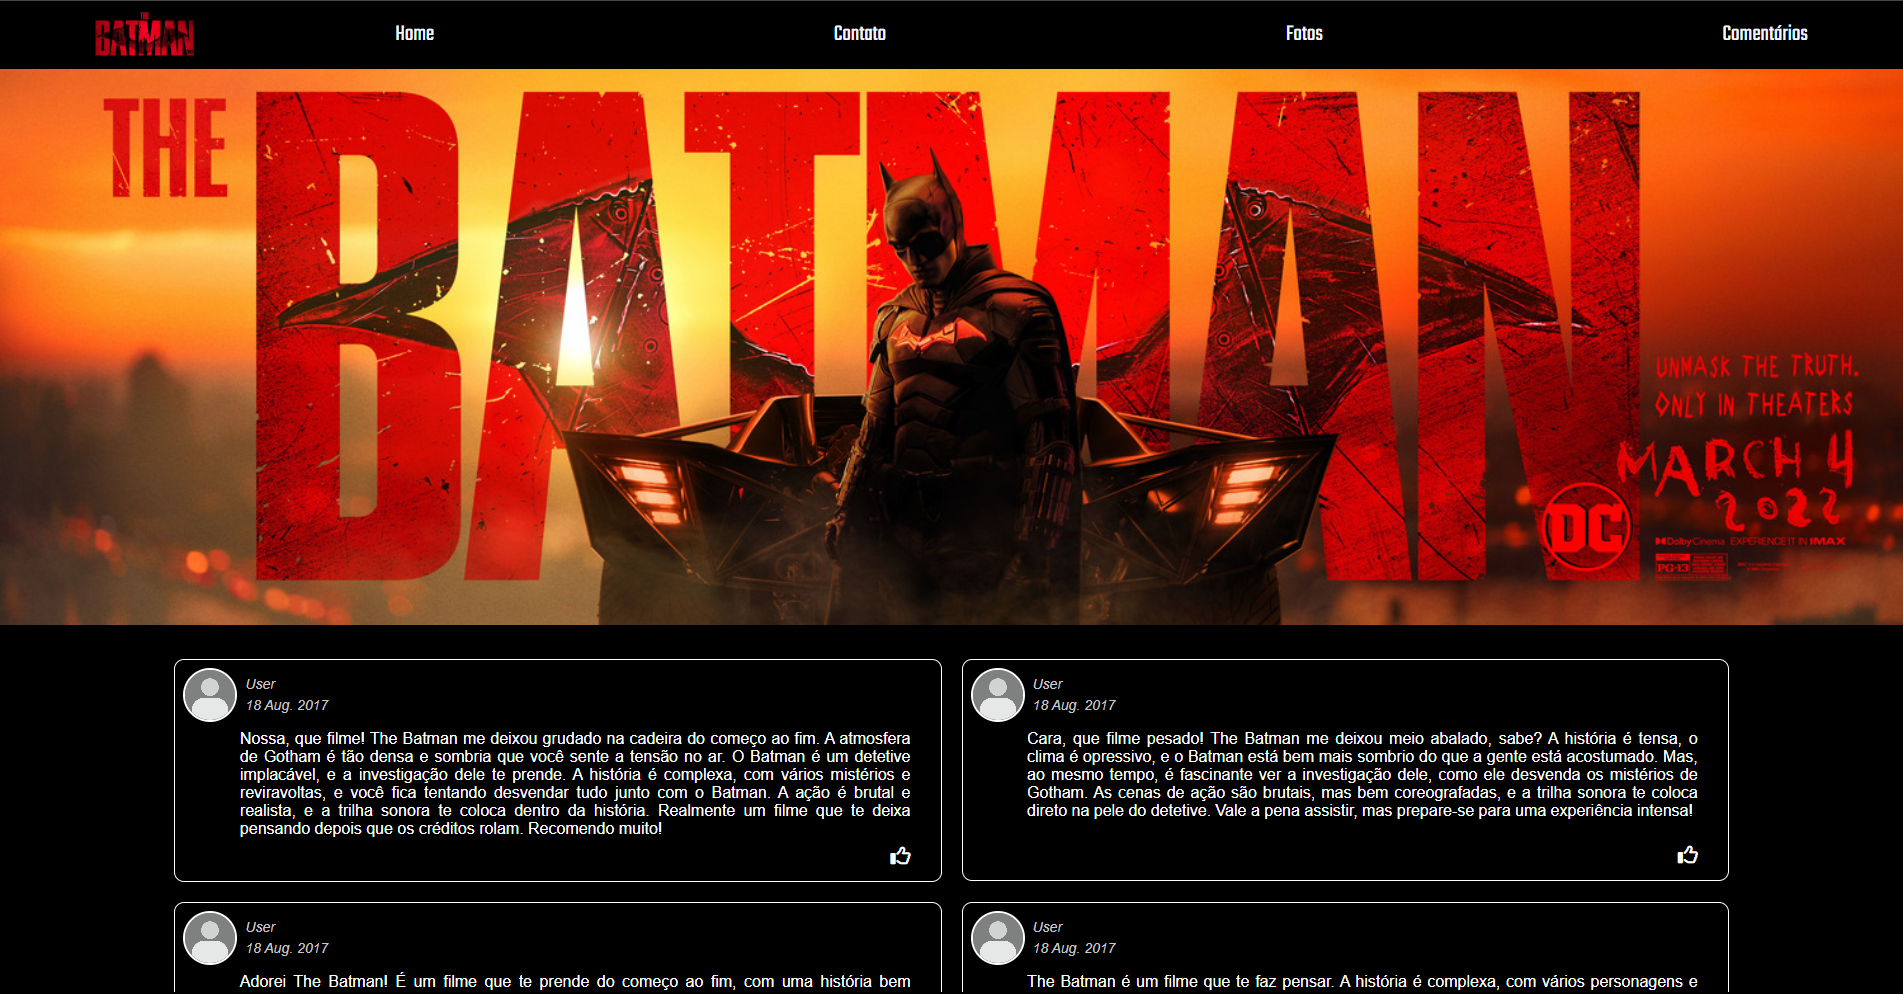 THE
BATMAN
Home
Contato
Fotos
Comentários
THE
BATMAN
UNMASK THE TRUTH.
ONLY IN THEATERS
MARCH 4
2022
DC
Dolby Cinema EXPERIENCE IT IN IMAX
PG-13
User
18 Aug. 2017
Nossa, que filme! The Batman me deixou grudado na cadeira do começo ao fim. A atmosfera
de Gotham é tão densa e sombria que você sente a tensão no ar. O Batman é um detetive
implacável, e a investigação dele te prende. A história é complexa, com vários mistérios e
reviravoltas, e você fica tentando desvendar tudo junto com o Batman. A ação é brutal e
realista, e a trilha sonora te coloca dentro da história. Realmente um filme que te deixa
pensando depois que os créditos rolam. Recomendo muito!
User
18 Aug. 2017
Cara, que filme pesado! The Batman me deixou meio abalado, sabe? A história é tensa, o
clima é opressivo, e o Batman está bem mais sombrio do que a gente está acostumado. Mas,
ao mesmo tempo, é fascinante ver a investigação dele, como ele desvenda os mistérios de
Gotham. As cenas de ação são brutais, mas bem coreografadas, e a trilha sonora te coloca
direto na pele do detetive. Vale a pena assistir, mas prepare-se para uma experiência intensa!
User
18 Aug. 2017
Adorei The Batman! É um filme que te prende do começo ao fim, com uma história bem
User
18 Aug. 2017
The Batman é um filme que te faz pensar. A história é complexa, com vários personagens e